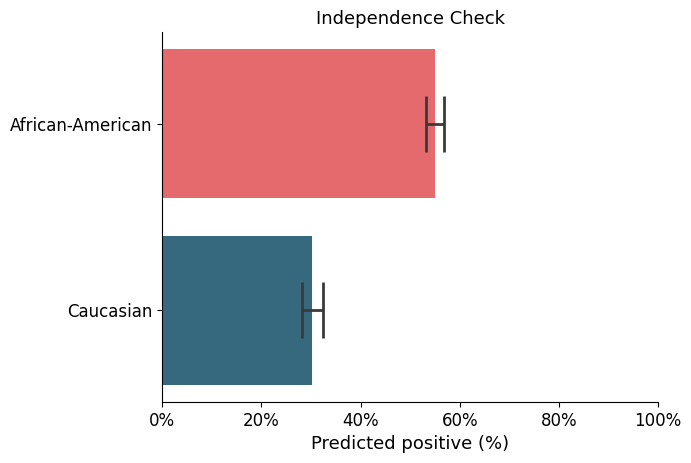 Independence Check
African-American
Caucasian
0% 20% 40% 60% 80% 100%
Predicted positive (%)